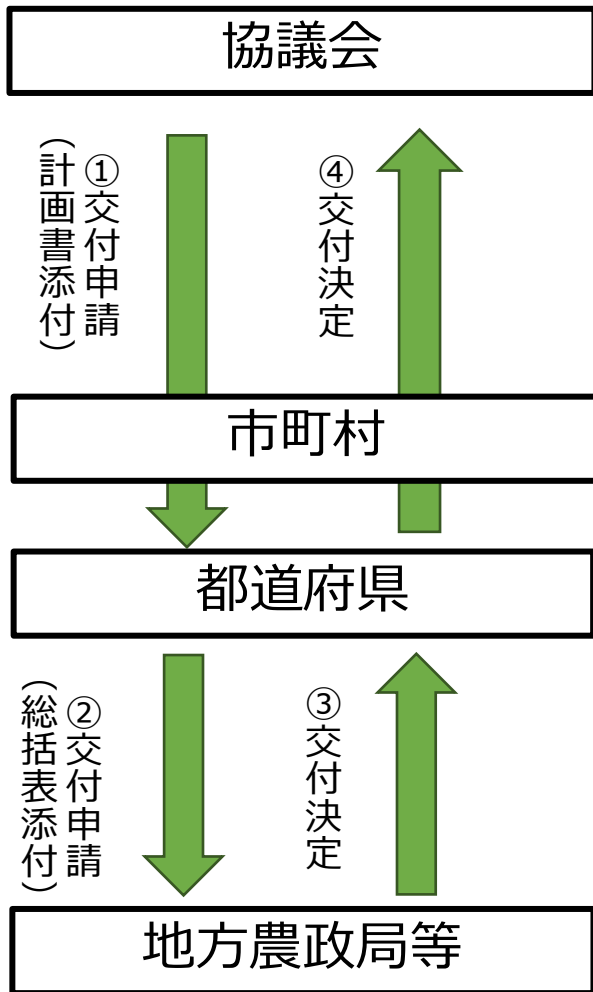 協議会
①交付申請
（計画書添付）
④交付決定
市町村
都道府県
②交付申請
（総括表添付）
③交付決定
地方農政局等